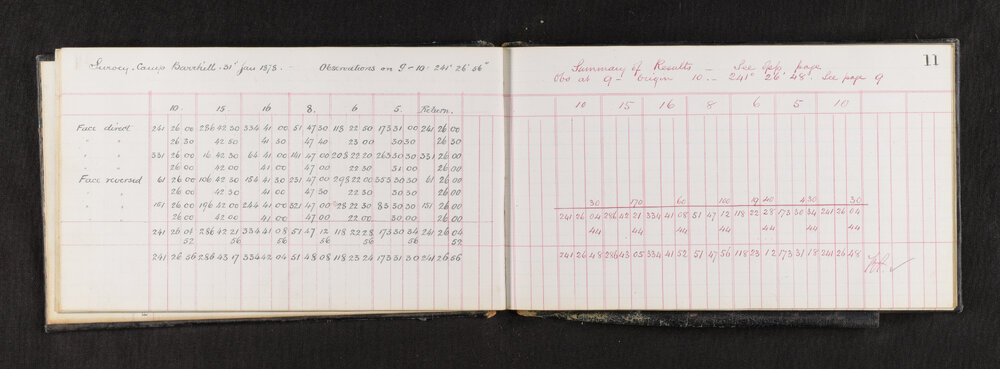 Survey Camp Barrhill. 31st Jan 1878. Observations on 9-10 241° 26' 56"
10 15 16 8. 6 5 Return.
Face direct 241 26 00 286 42 30 334 41 00 51 47 30 118 22 50 173 31 00 241 26 00
" " 26 30 42 50 41 30 47 40 23 00 30 30 26 30
" " 331 26 00 16 42 30 64 41 00 141 47 00 208 22 20 263 30 30 331 26 00
" " 26 00 42 00 41 00 47 00 22 30 31 00 26 00
Face reversed 61 26 00 106 42 30 154 41 30 231 47 00 298 22 00 353 30 30 61 26 00
" " 26 00 42 30 41 00 47 30 22 30 30 30 26 00
" " 151 26 00 196 42 00 244 41 00 321 47 00 28 22 30 83 30 30 151 26 00
" " 26 00 42 00 41 00 47 00 22 00 30 00 26 00
241 26 04 286 42 21 334 41 08 51 47 12 118 22 28 173 30 34 241 26 04
52 56 56 56 56 56 52
241 26 56 286 43 17 334 42 04 51 48 08 118 23 24 173 31 30 241 26 56
11
Summary of Results — See Opp. page
Obs at 9 - Origin 10 -- 241° 26' 48". See page 9
10 15 16 8 6 5 10
30 170 60 100 19 40 4 30
241 26 04 286 42 21 334 41 08 51 47 12 118 22 28 173 30 34 241 26 04
44 44 44 44 44 44 44
241 26 48 286 43 05 334 41 52 51 47 56 118 23 12 173 31 18 241 26 48